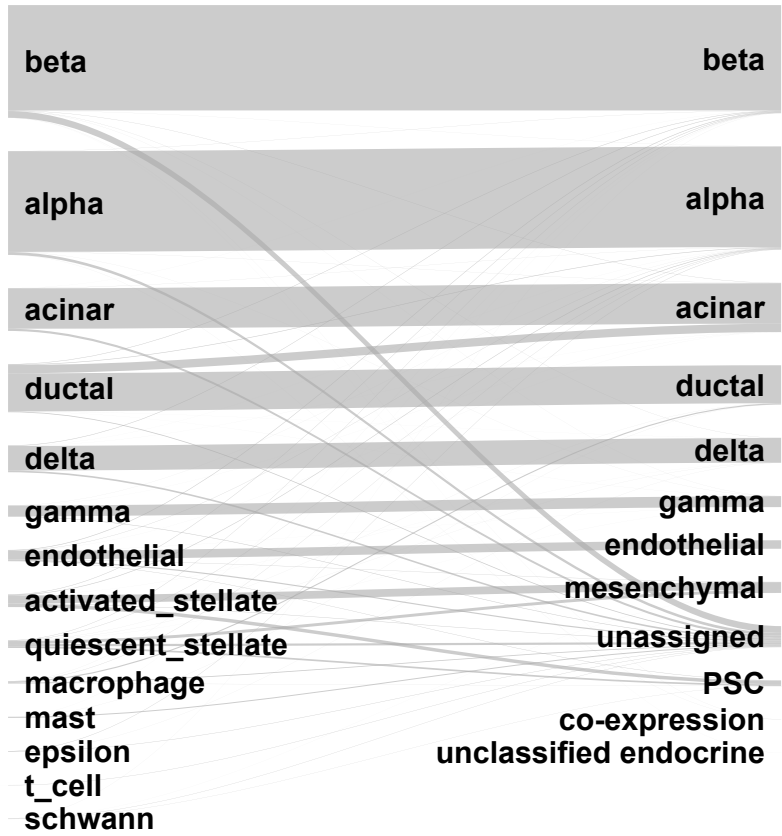 beta
alpha
acinar
ductal
delta
gamma
endothelial
activated_stellate
quiescent_stellate
macrophage
mast
epsilon
t_cell
schwann
beta
alpha
acinar
ductal
delta
gamma
endothelial
mesenchymal
unassigned
PSC
co-expression
unclassified endocrine